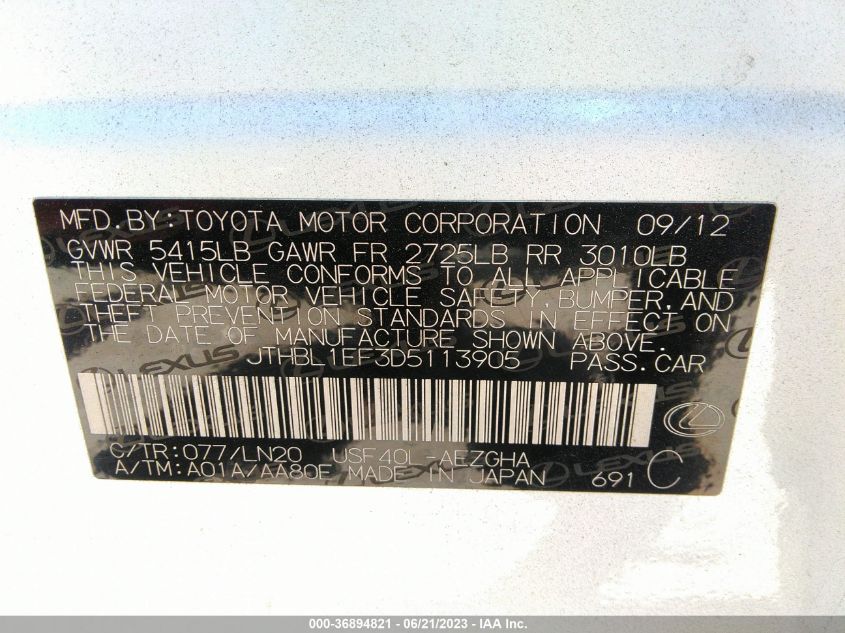 MFD.BY:TOYOTA MOTOR CORPORATION 09/12
GVWR 5415LB GAWR FR 2725LB RR 3010LB
THIS VEHICLE CONFORMS TO ALL APPLICABLE
FEDERAL MOTOR VEHICLE SAFETY,BUMPER,AND
THEFT PREVENTION STANDARDS IN EFFECT ON
THE DATE OF MANUFACTURE SHOWN ABOVE.
JTHBL1EF3D5113905 PASS.CAR
C/TR:077/LN20 USF40L-AEZGHA
A/TM:A01A/AA80E MADE IN JAPAN 691 C
LEXUS
000-36894821 - 06/21/2023 - © IAA Inc.